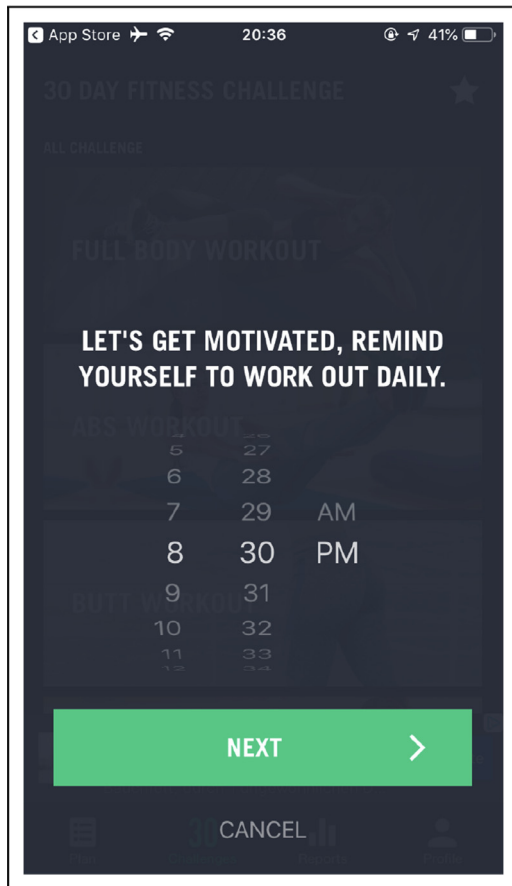 App Store 20:36 41%
30 DAY FITNESS CHALLENGE
ALL CHALLENGE
FULL BODY WORKOUT
LET'S GET MOTIVATED, REMIND
YOURSELF TO WORK OUT DAILY.
ABS WORKOUT
5 27
6 28
7 29 AM
8 30 PM
9 31
BUTT WORKOUT
10 32
11 33
12 34
NEXT
CANCEL
Plan Reports Profile